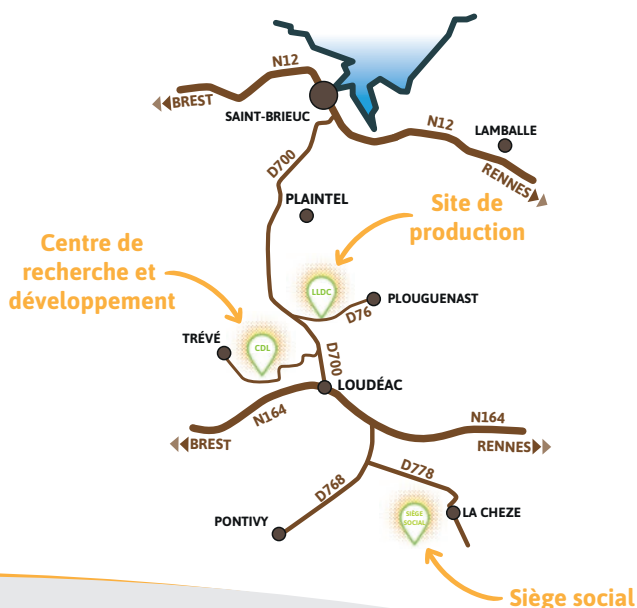 N12
BREST
SAINT-BRIEUC
N12
LAMBALLE
RENNES
D700
PLAINTEL
Site de
production
Centre de
recherche et
développement
LLDC
PLOUGUENAST
D76
TRÉVÉ
CDL
D700
LOUDÉAC
N164
BREST
N164
RENNES
D768
D778
PONTIVY
SIÈGE
SOCIAL
LA CHEZE
Siège social